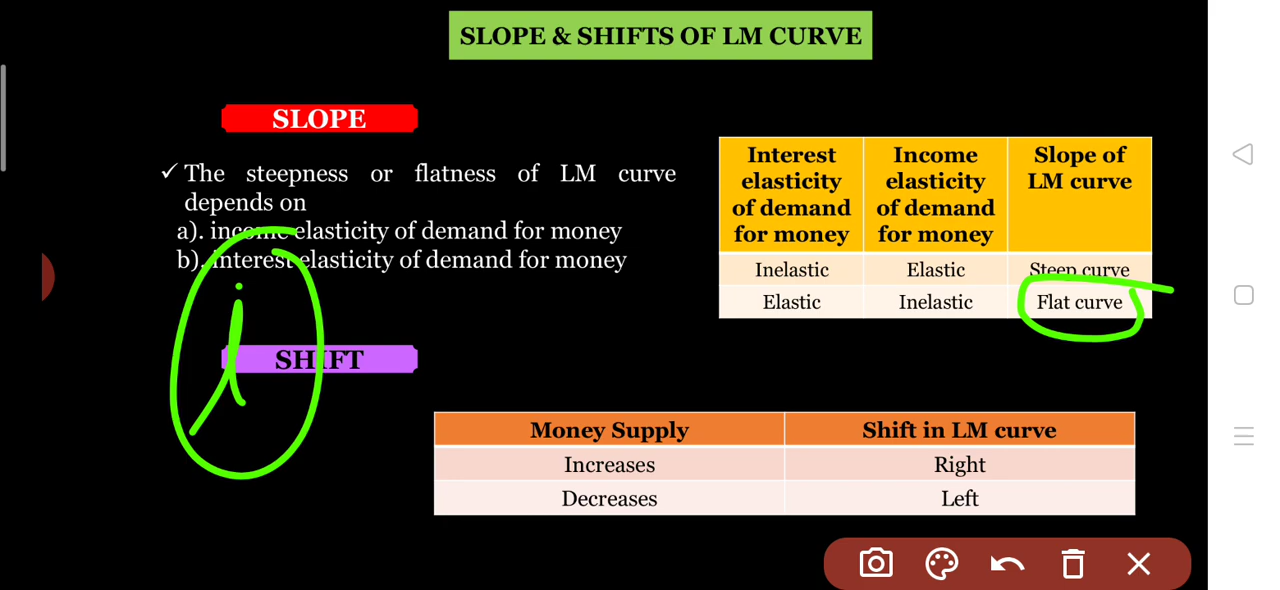 SLOPE & SHIFTS OF LM CURVE
SLOPE
✓ The steepness or flatness of LM curve
depends on
a). income elasticity of demand for money
b). interest elasticity of demand for money
Interest elasticity of demand for money | Income elasticity of demand for money | Slope of LM curve
Inelastic | Elastic | Steep curve
Elastic | Inelastic | Flat curve
i
SHIFT
Money Supply | Shift in LM curve
Increases | Right
Decreases | Left